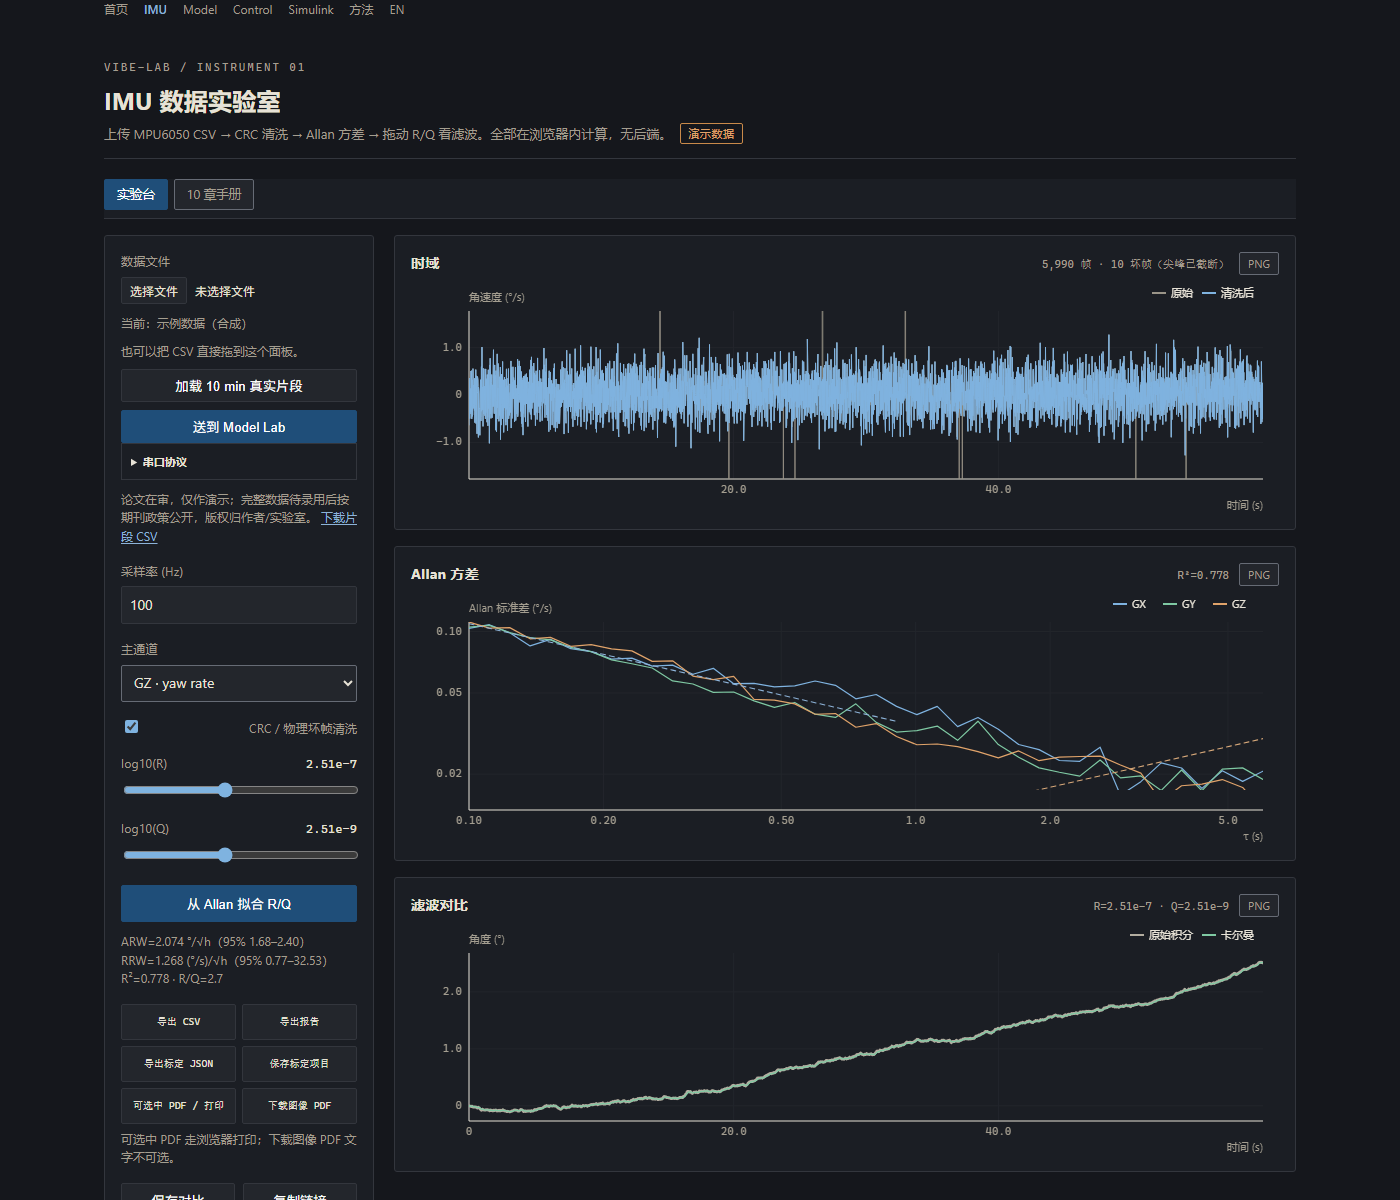 首页 IMU Model Control Simulink 方法 EN
VIBE-LAB / INSTRUMENT 01
IMU 数据实验室
上传 MPU6050 CSV → CRC 清洗 → Allan 方差 → 拖动 R/Q 看滤波。全部在浏览器内计算，无后端。 演示数据
实验台 10 章手册
数据文件
选择文件 未选择文件
当前：示例数据（合成）
也可以把 CSV 直接拖到这个面板。
加载 10 min 真实片段
送到 Model Lab
▶ 串口协议
论文在审，仅作演示；完整数据待录用后按
期刊政策公开，版权归作者/实验室。 下载片
段 CSV
采样率 (Hz)
100
主通道
GZ · yaw rate
CRC / 物理坏帧清洗
log10(R) 2.51e-7
log10(Q) 2.51e-9
从 Allan 拟合 R/Q
ARW=2.074 °/√h（95% 1.68–2.40）
RRW=1.268 (°/s)/√h（95% 0.77–32.53）
R²=0.778 · R/Q=2.7
导出 CSV 导出报告
导出标定 JSON 保存标定项目
可选中 PDF / 打印 下载图像 PDF
可选中 PDF 走浏览器打印；下载图像 PDF 文
字不可选。
保存对比 复制链接
时域 5,990 帧 · 10 坏帧（尖峰已截断） PNG
角速度 (°/s) 原始 清洗后
1.0
0
-1.0
20.0 40.0
时间 (s)
Allan 方差 R²=0.778 PNG
Allan 标准差 (°/s) GX GY GZ
0.10
0.05
0.02
0.10 0.20 0.50 1.0 2.0 5.0
τ (s)
滤波对比 R=2.51e-7 · Q=2.51e-9 PNG
角度 (°) 原始积分 卡尔曼
2.0
1.0
0
0 20.0 40.0
时间 (s)